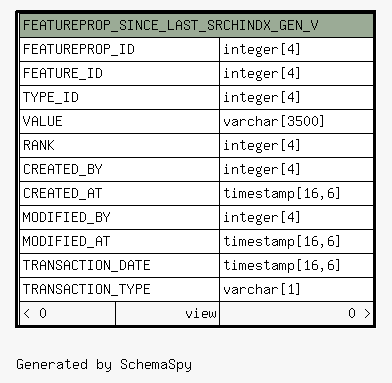 FEATUREPROP_SINCE_LAST_SRCHINDX_GEN_V
FEATUREPROP_ID integer[4]
FEATURE_ID integer[4]
TYPE_ID integer[4]
VALUE varchar[3500]
RANK integer[4]
CREATED_BY integer[4]
CREATED_AT timestamp[16,6]
MODIFIED_BY integer[4]
MODIFIED_AT timestamp[16,6]
TRANSACTION_DATE timestamp[16,6]
TRANSACTION_TYPE varchar[1]
< 0 view 0 >
Generated by SchemaSpy